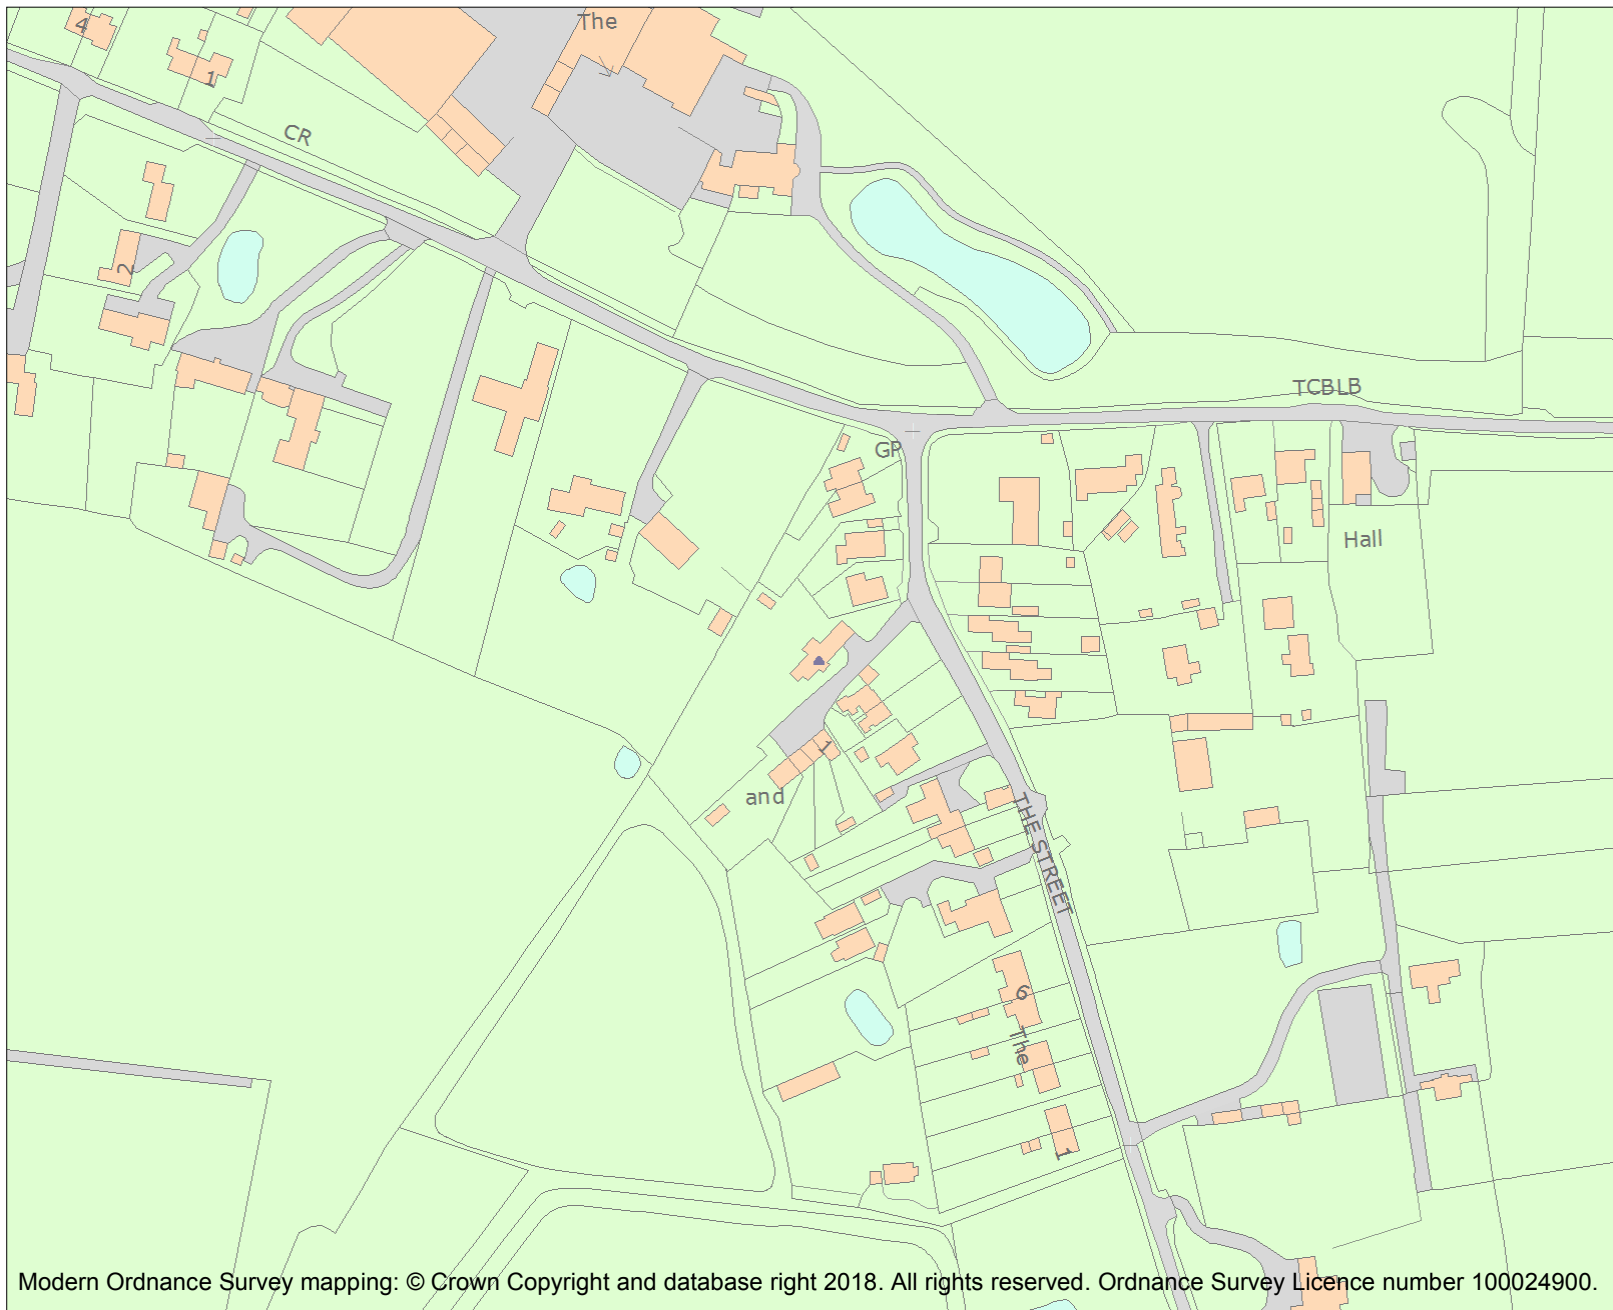 The
4
1
CR
2
TCBLB
GP
Hall
1
and
THE STREET
6
The
1
Modern Ordnance Survey mapping: © Crown Copyright and database right 2018. All rights reserved. Ordnance Survey Licence number 100024900.